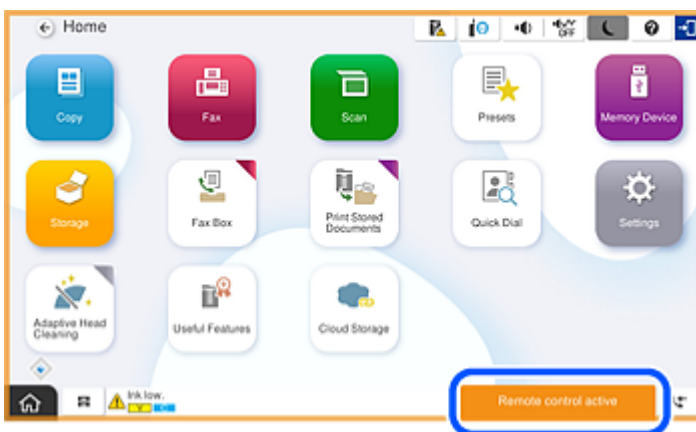 Home
OFF
Copy
Fax
Scan
Presets
Memory Device
Storage
Fax Box
Print Stored
Documents
Quick Dial
Settings
Adaptive Head
Cleaning
Useful Features
Cloud Storage
Ink low.
Remote control active